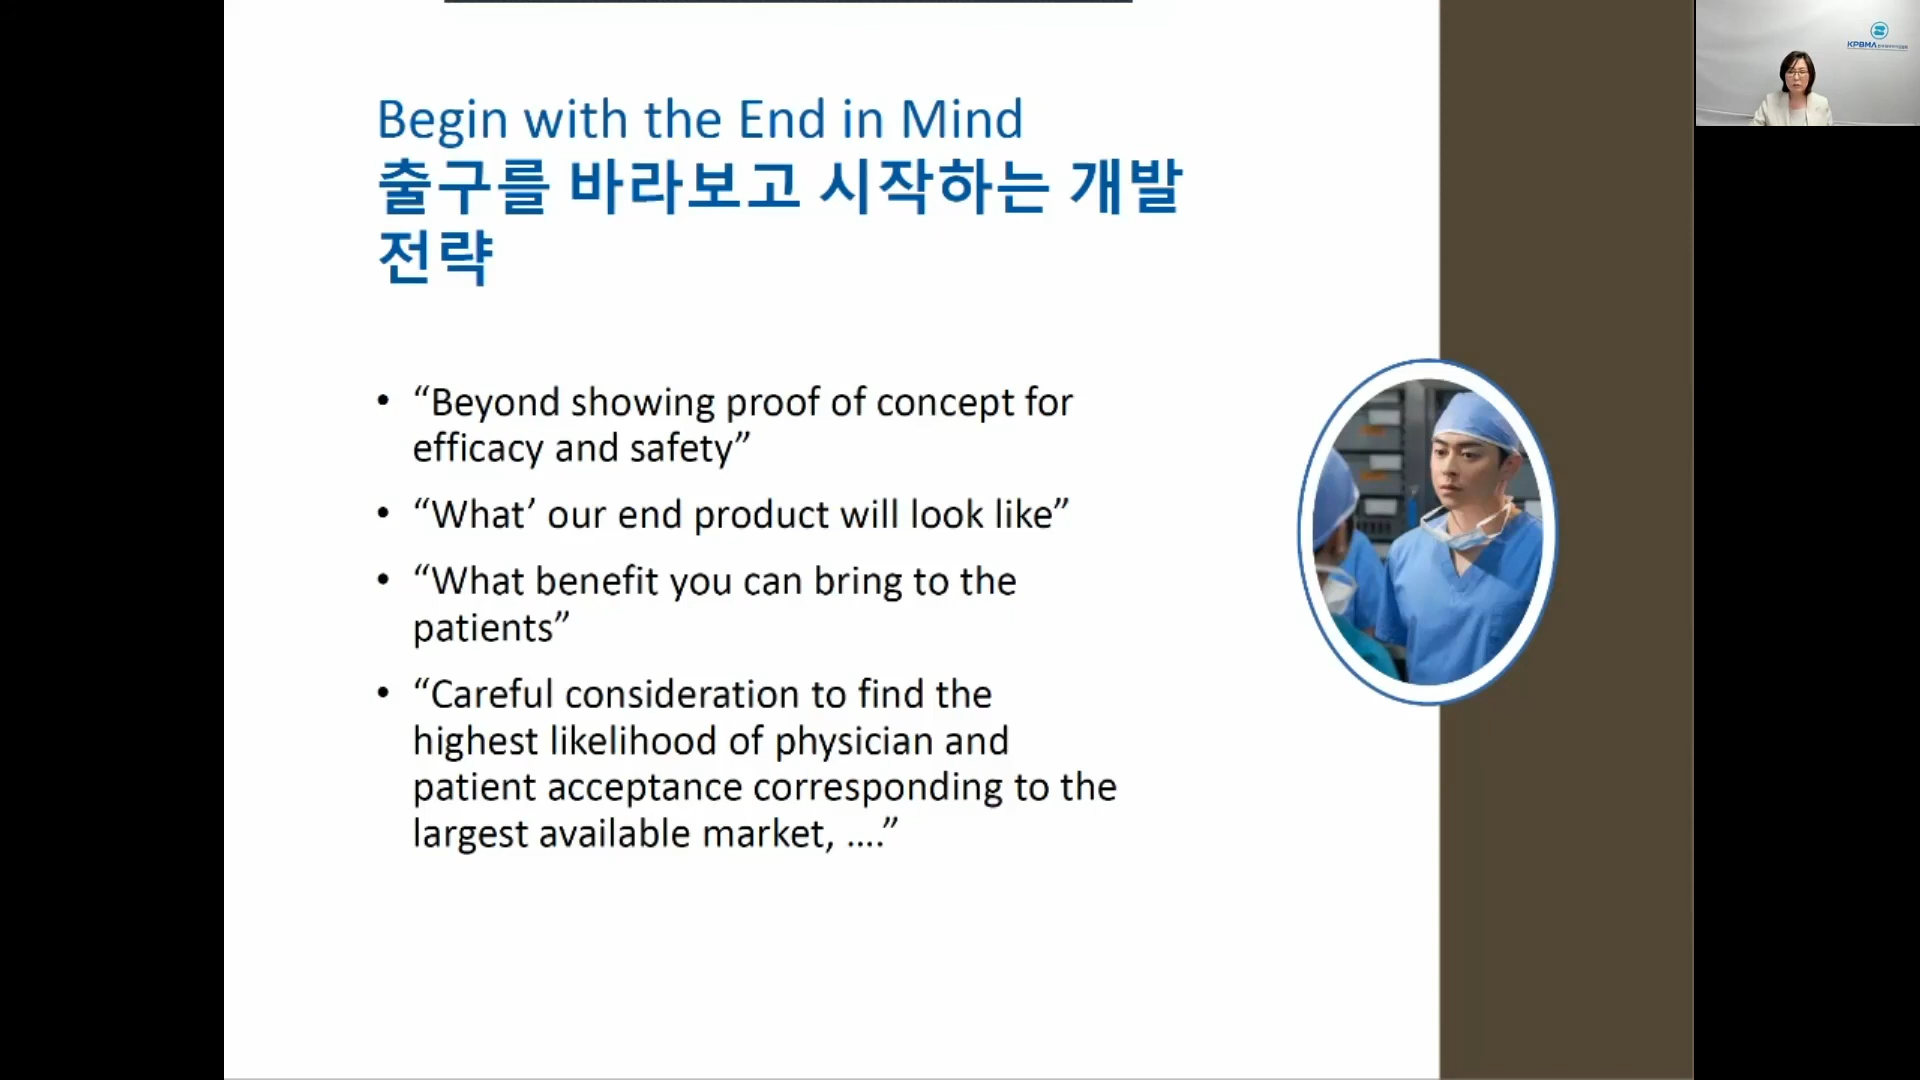 Begin with the End in Mind
출구를 바라보고 시작하는 개발
전략
• “Beyond showing proof of concept for
efficacy and safety”
• “What’ our end product will look like”
• “What benefit you can bring to the
patients”
• “Careful consideration to find the
highest likelihood of physician and
patient acceptance corresponding to the
largest available market, ....”
KPBMA